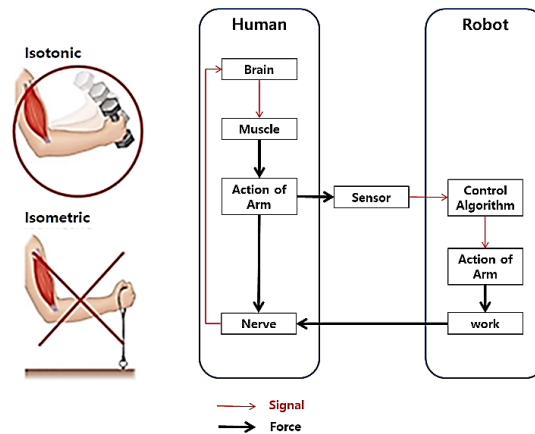 Isotonic
Isometric
Human
Brain
Muscle
Action of
Arm
Nerve
Sensor
Robot
Control
Algorithm
Action of
Arm
work
Signal
Force